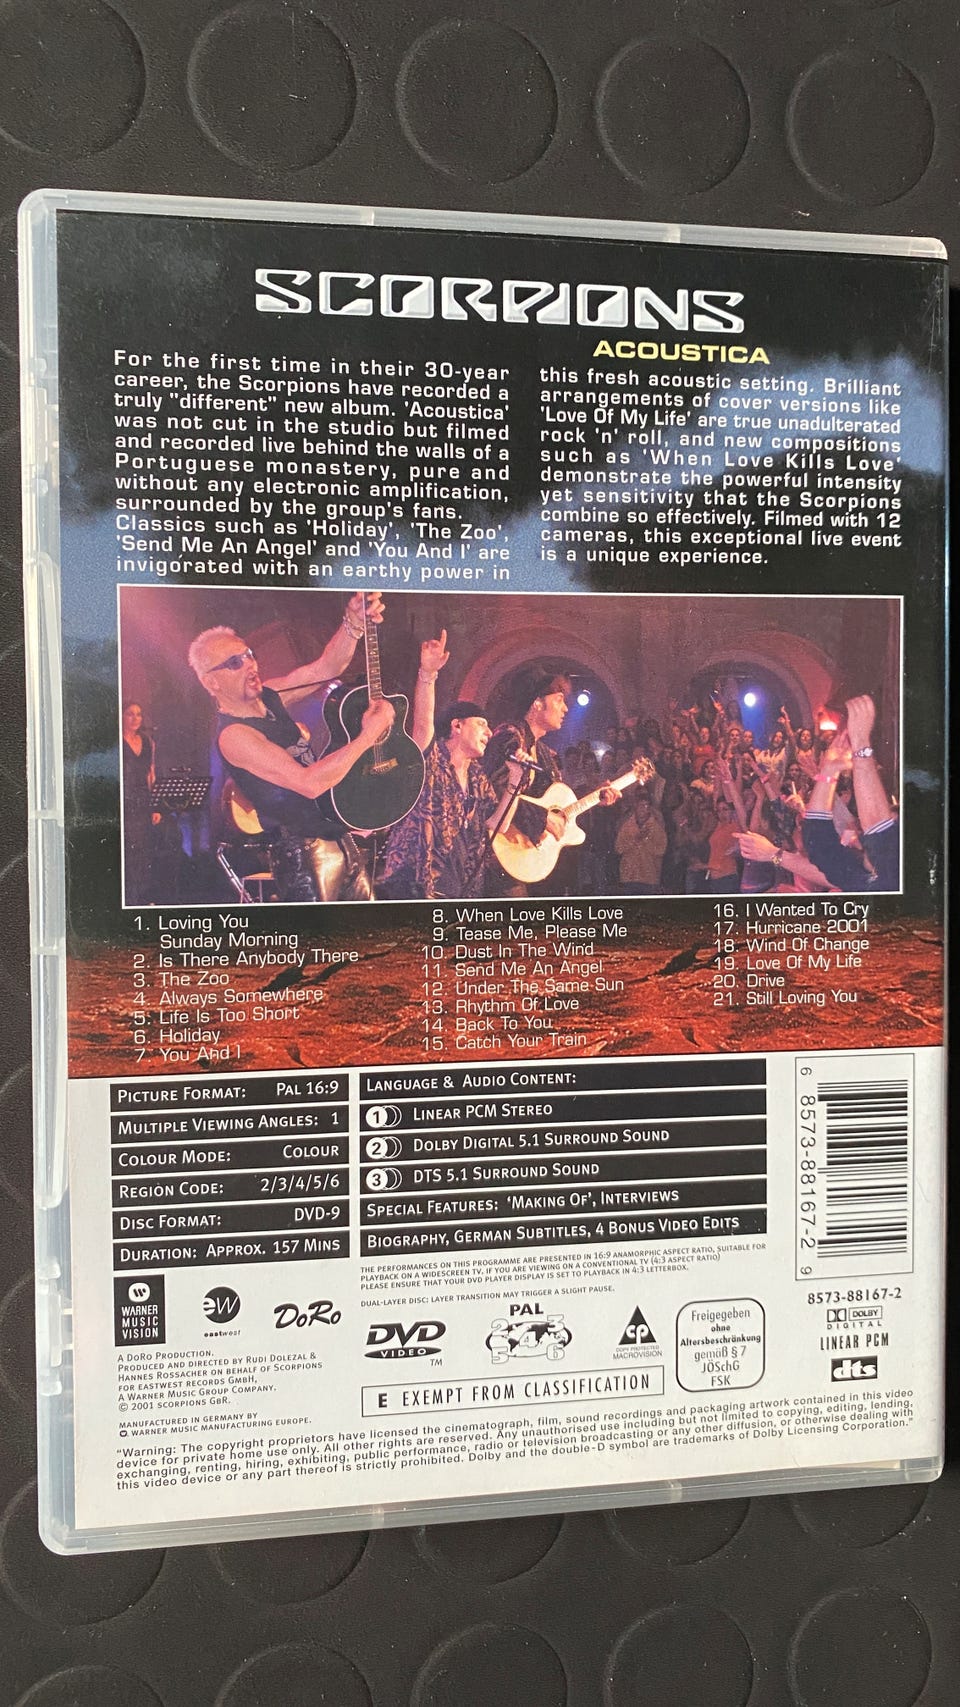 SCORPIONS
ACOUSTICA
For the first time in their 30-year
career, the Scorpions have recorded a
truly "different" new album. 'Acoustica'
was not cut in the studio but filmed
and recorded live behind the walls of a
Portuguese monastery, pure and
without any electronic amplification,
surrounded by the group's fans.
Classics such as 'Holiday', 'The Zoo',
'Send Me An Angel' and 'You And I' are
invigorated with an earthy power in
this fresh acoustic setting. Brilliant
arrangements of cover versions like
'Love Of My Life' are true unadulterated
rock 'n' roll, and new compositions
such as 'When Love Kills Love'
demonstrate the powerful intensity
yet sensitivity that the Scorpions
combine so effectively. Filmed with 12
cameras, this exceptional live event
is a unique experience.
1. Loving You
Sunday Morning
2. Is There Anybody There
3. The Zoo
4. Always Somewhere
5. Life Is Too Short
6. Holiday
7. You And I
8. When Love Kills Love
9. Tease Me, Please Me
10. Dust In The Wind
11. Send Me An Angel
12. Under The Same Sun
13. Rhythm Of Love
14. Back To You
15. Catch Your Train
16. I Wanted To Cry
17. Hurricane 2001
18. Wind Of Change
19. Love Of My Life
20. Drive
21. Still Loving You
PICTURE FORMAT: PAL 16:9
MULTIPLE VIEWING ANGLES: 1
COLOUR MODE: COLOUR
REGION CODE: 2/3/4/5/6
DISC FORMAT: DVD-9
DURATION: APPROX. 157 MINS
LANGUAGE & AUDIO CONTENT:
1 LINEAR PCM STEREO
2 DOLBY DIGITAL 5.1 SURROUND SOUND
3 DTS 5.1 SURROUND SOUND
SPECIAL FEATURES: 'MAKING OF', INTERVIEWS
BIOGRAPHY, GERMAN SUBTITLES, 4 BONUS VIDEO EDITS
6 8573-88167-2 9
8573-88167-2
THE PERFORMANCES ON THIS PROGRAMME ARE PRESENTED IN 16:9 ANAMORPHIC ASPECT RATIO, SUITABLE FOR
PLAYBACK ON A WIDESCREEN TV. IF YOU ARE VIEWING ON A CONVENTIONAL TV (4:3 ASPECT RATIO)
PLEASE ENSURE THAT YOUR DVD PLAYER DISPLAY IS SET TO PLAYBACK IN 4:3 LETTERBOX.
DUAL-LAYER DISC: LAYER TRANSITION MAY TRIGGER A SLIGHT PAUSE.
WARNER
MUSIC
VISION
ew
eastwest
DoRo
DVD
VIDEO
TM
PAL
2 3
4
5 6
CP
COPY PROTECTED
MACROVISION
Freigegeben
ohne
Altersbeschränkung
gemäß § 7
JÖSchG
FSK
DOLBY
DIGITAL
LINEAR PCM
dts
E EXEMPT FROM CLASSIFICATION
A DORO PRODUCTION.
PRODUCED AND DIRECTED BY RUDI DOLEZAL &
HANNES ROSSACHER ON BEHALF OF SCORPIONS
FOR EASTWEST RECORDS GMBH,
A WARNER MUSIC GROUP COMPANY.
© 2001 SCORPIONS GBR.
MANUFACTURED IN GERMANY BY
WARNER MUSIC MANUFACTURING EUROPE.
"Warning: The copyright proprietors have licensed the cinematograph, film, sound recordings and packaging artwork contained in this video
device for private home use only. All other rights are reserved. Any unauthorised use including but not limited to copying, editing, lending,
exchanging, renting, hiring, exhibiting, public performance, radio or television broadcasting or any other diffusion, or otherwise dealing with
this video device or any part thereof is strictly prohibited. Dolby and the double-D symbol are trademarks of Dolby Licensing Corporation."